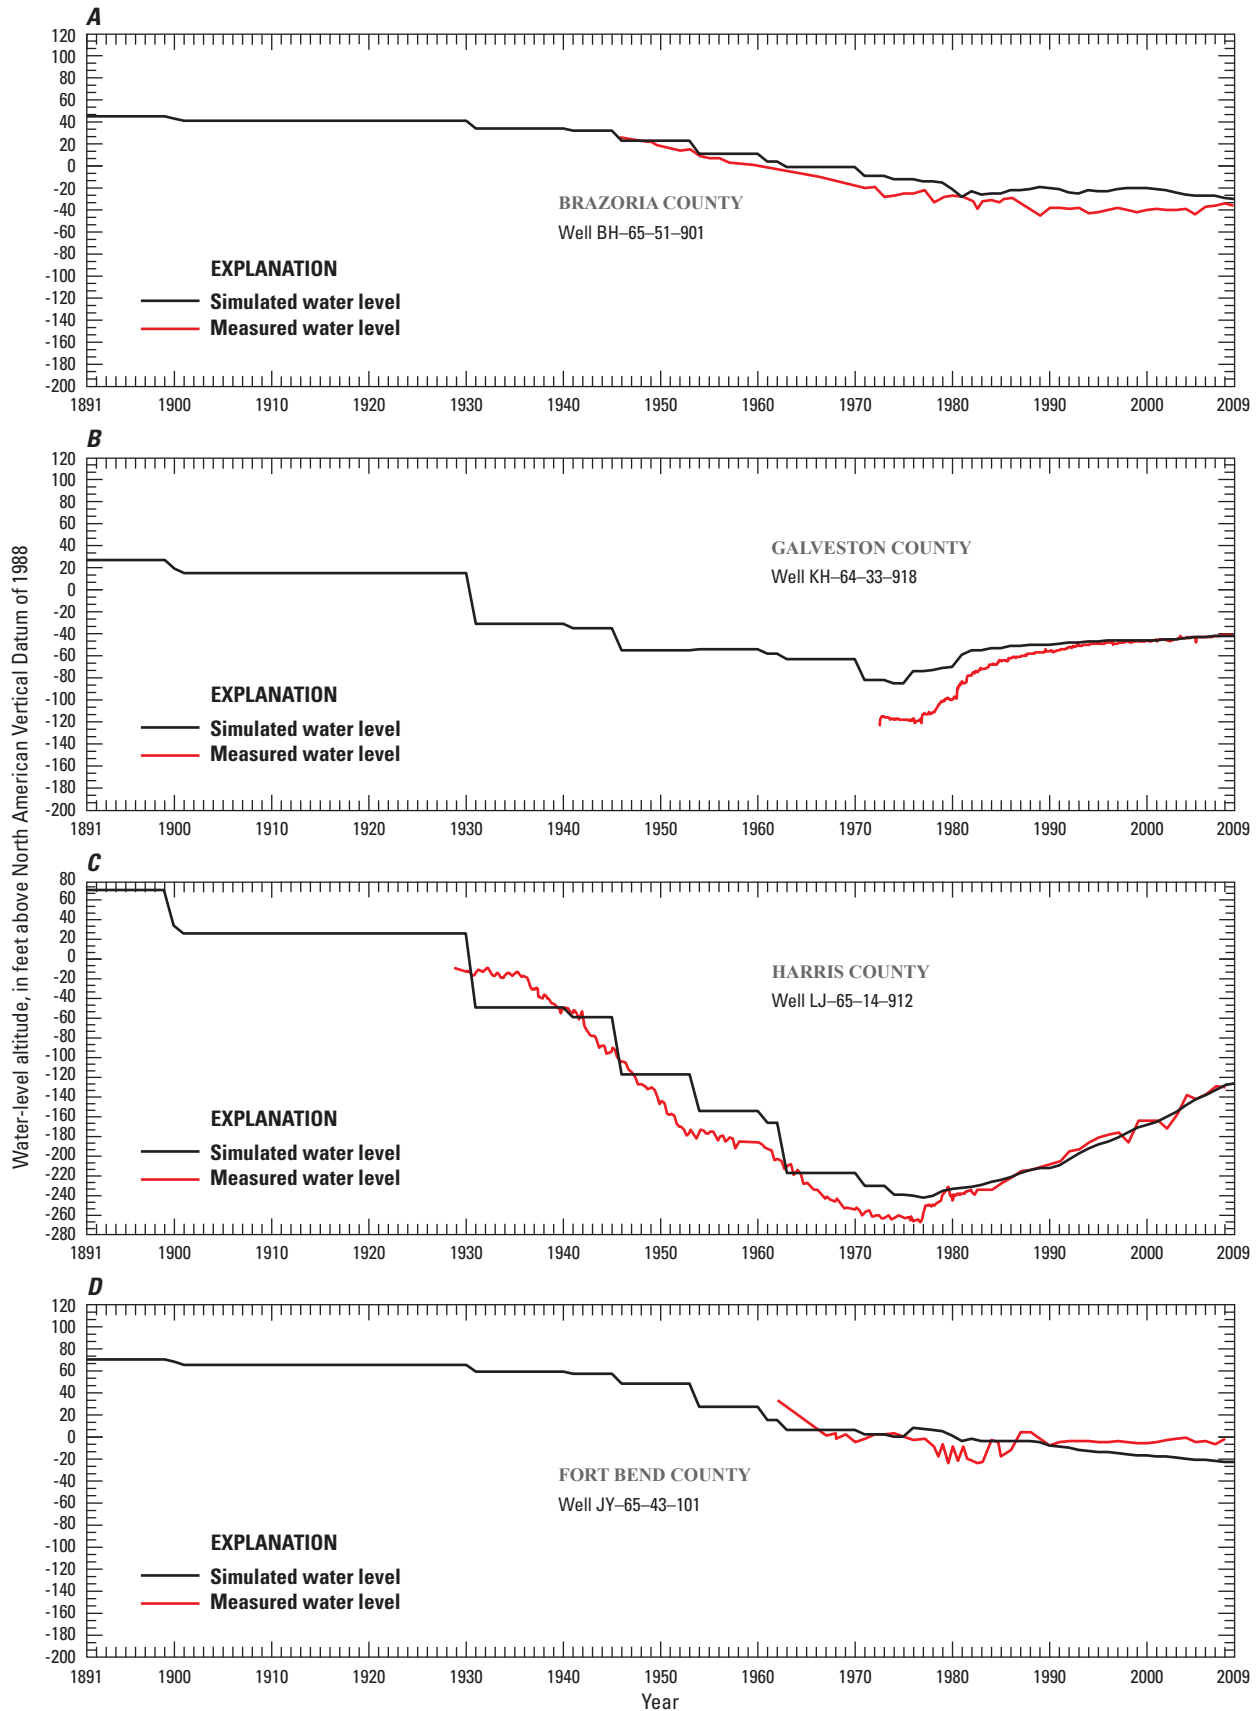 Water-level altitude, in feet above North American Vertical Datum of 1988
A
120
100
80
60
40
20
0
-20
-40
-60
-80
-100
-120
-140
-160
-180
-200
BRAZORIA COUNTY
Well BH–65–51–901
EXPLANATION
Simulated water level
Measured water level
1891 1900 1910 1920 1930 1940 1950 1960 1970 1980 1990 2000 2009
B
120
100
80
60
40
20
0
-20
-40
-60
-80
-100
-120
-140
-160
-180
-200
GALVESTON COUNTY
Well KH–64–33–918
EXPLANATION
Simulated water level
Measured water level
1891 1900 1910 1920 1930 1940 1950 1960 1970 1980 1990 2000 2009
C
80
60
40
20
0
-20
-40
-60
-80
-100
-120
-140
-160
-180
-200
-220
-240
-260
-280
HARRIS COUNTY
Well LJ–65–14–912
EXPLANATION
Simulated water level
Measured water level
1891 1900 1910 1920 1930 1940 1950 1960 1970 1980 1990 2000 2009
D
120
100
80
60
40
20
0
-20
-40
-60
-80
-100
-120
-140
-160
-180
-200
FORT BEND COUNTY
Well JY–65–43–101
EXPLANATION
Simulated water level
Measured water level
1891 1900 1910 1920 1930 1940 1950 1960 1970 1980 1990 2000 2009
Year